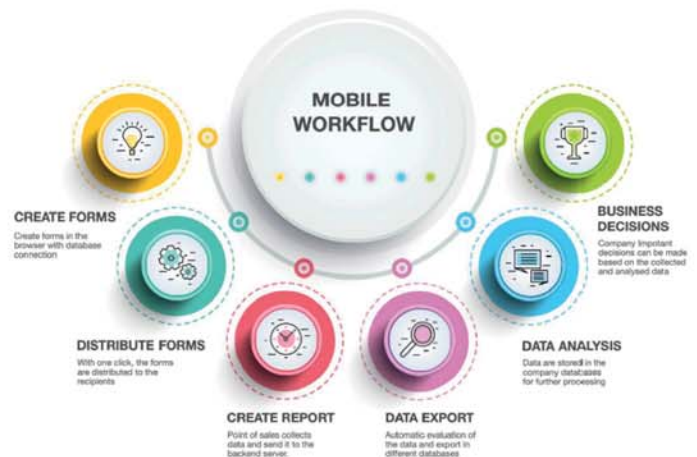 MOBILE
WORKFLOW
CREATE FORMS
Create forms in the
browser with database
connection
DISTRIBUTE FORMS
With one click, the forms
are distributed to the
recipients
CREATE REPORT
Point of sales collects
data and send it to the
backend server.
DATA EXPORT
Automatic evaluation of
the data and export in
different databases
DATA ANALYSIS
Data are stored in the
company databases
for further processing
BUSINESS
DECISIONS
Company Impotant
decisions can be made
based on the collected
and analysed data